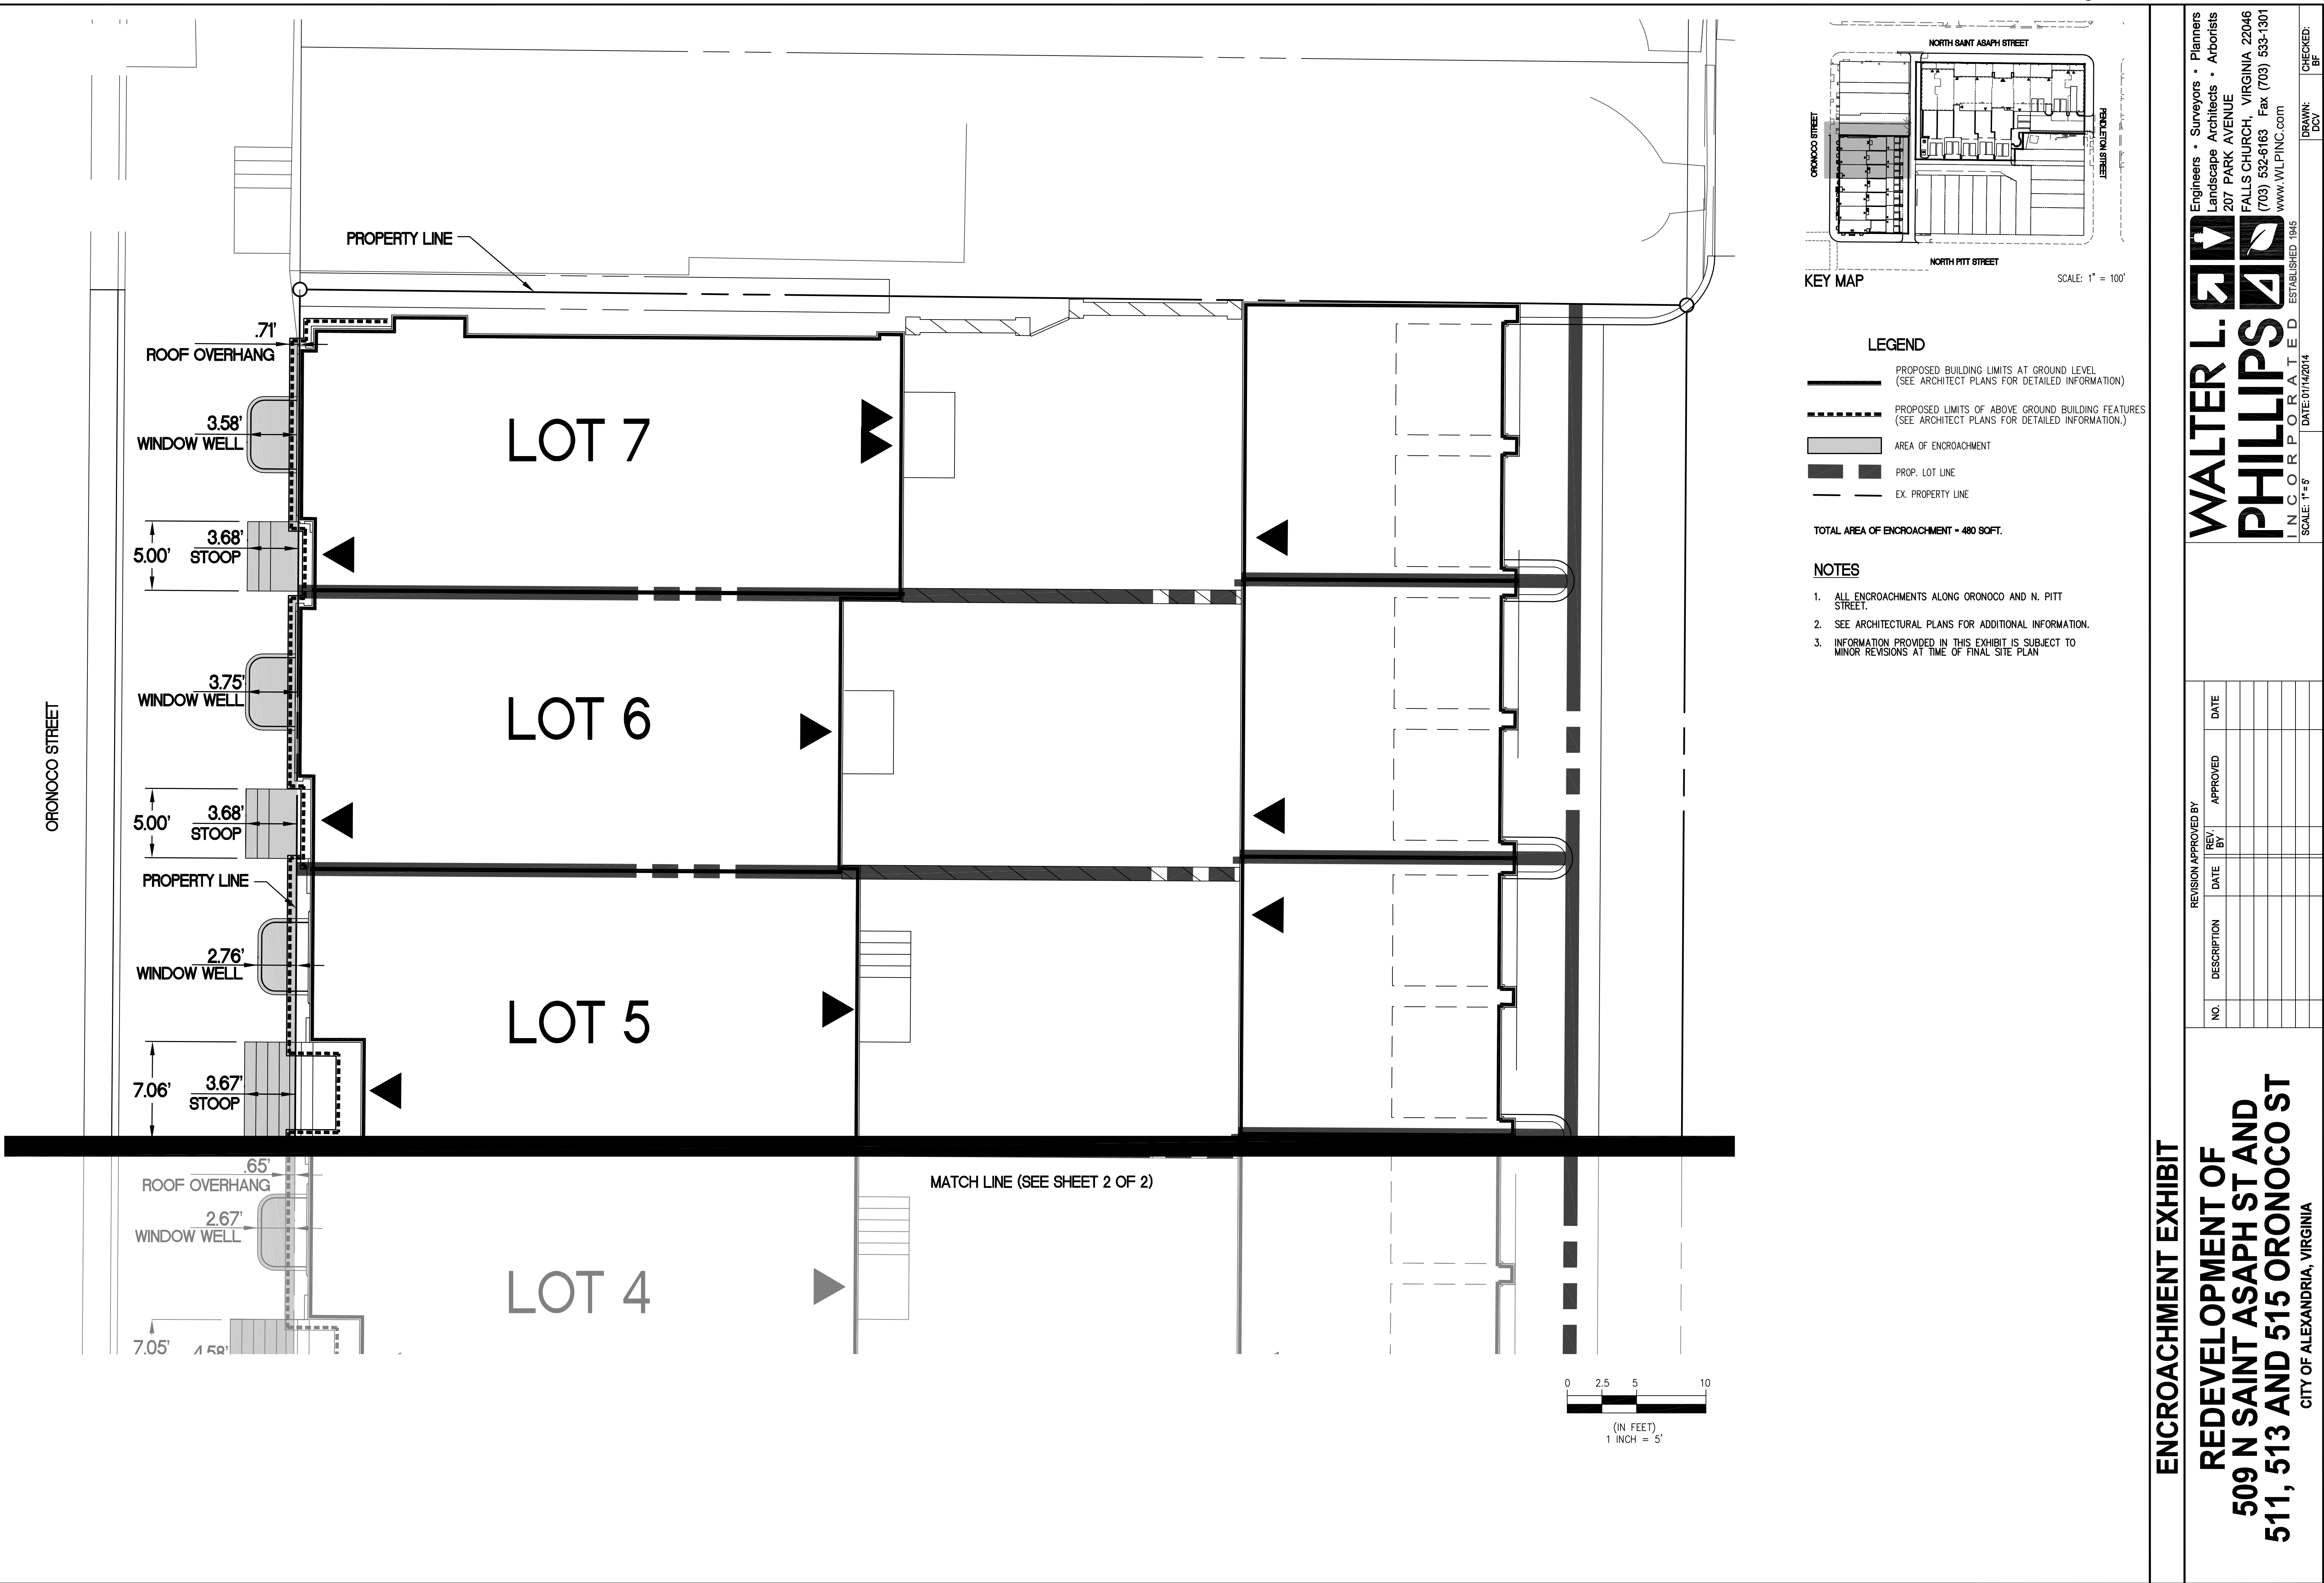 PROPERTY LINE
.71'
ROOF OVERHANG
3.58'
WINDOW WELL
LOT 7
5.00'
3.68'
STOOP
3.75'
WINDOW WELL
LOT 6
ORONOCO STREET
5.00'
3.68'
STOOP
PROPERTY LINE
2.76'
WINDOW WELL
LOT 5
7.06'
3.67'
STOOP
.65'
ROOF OVERHANG
MATCH LINE (SEE SHEET 2 OF 2)
2.67'
WINDOW WELL
LOT 4
7.05'
4.58'
0 2.5 5 10
(IN FEET)
1 INCH = 5'
NORTH SAINT ASAPH STREET
ORONOCO STREET
PENDLETON STREET
NORTH PITT STREET
KEY MAP
SCALE: 1" = 100'
LEGEND
PROPOSED BUILDING LIMITS AT GROUND LEVEL
(SEE ARCHITECT PLANS FOR DETAILED INFORMATION)
PROPOSED LIMITS OF ABOVE GROUND BUILDING FEATURES
(SEE ARCHITECT PLANS FOR DETAILED INFORMATION.)
AREA OF ENCROACHMENT
PROP. LOT LINE
EX. PROPERTY LINE
TOTAL AREA OF ENCROACHMENT = 480 SQFT.
NOTES
1. ALL ENCROACHMENTS ALONG ORONOCO AND N. PITT
STREET.
2. SEE ARCHITECTURAL PLANS FOR ADDITIONAL INFORMATION.
3. INFORMATION PROVIDED IN THIS EXHIBIT IS SUBJECT TO
MINOR REVISIONS AT TIME OF FINAL SITE PLAN
WALTER L.
PHILLIPS
INCORPORATED
ESTABLISHED 1945
Engineers • Surveyors • Planners
Landscape Architects • Arborists
207 PARK AVENUE
FALLS CHURCH, VIRGINIA 22046
(703) 532-6163 Fax (703) 533-1301
www.WLPINC.com
SCALE: 1" = 5'
DATE: 01/14/2014
DRAWN:
DCV
CHECKED:
BF
REVISION APPROVED BY
NO.
DESCRIPTION
DATE
REV.
BY
APPROVED
DATE
ENCROACHMENT EXHIBIT
REDEVELOPMENT OF
509 N SAINT ASAPH ST AND
511, 513 AND 515 ORONOCO ST
CITY OF ALEXANDRIA, VIRGINIA